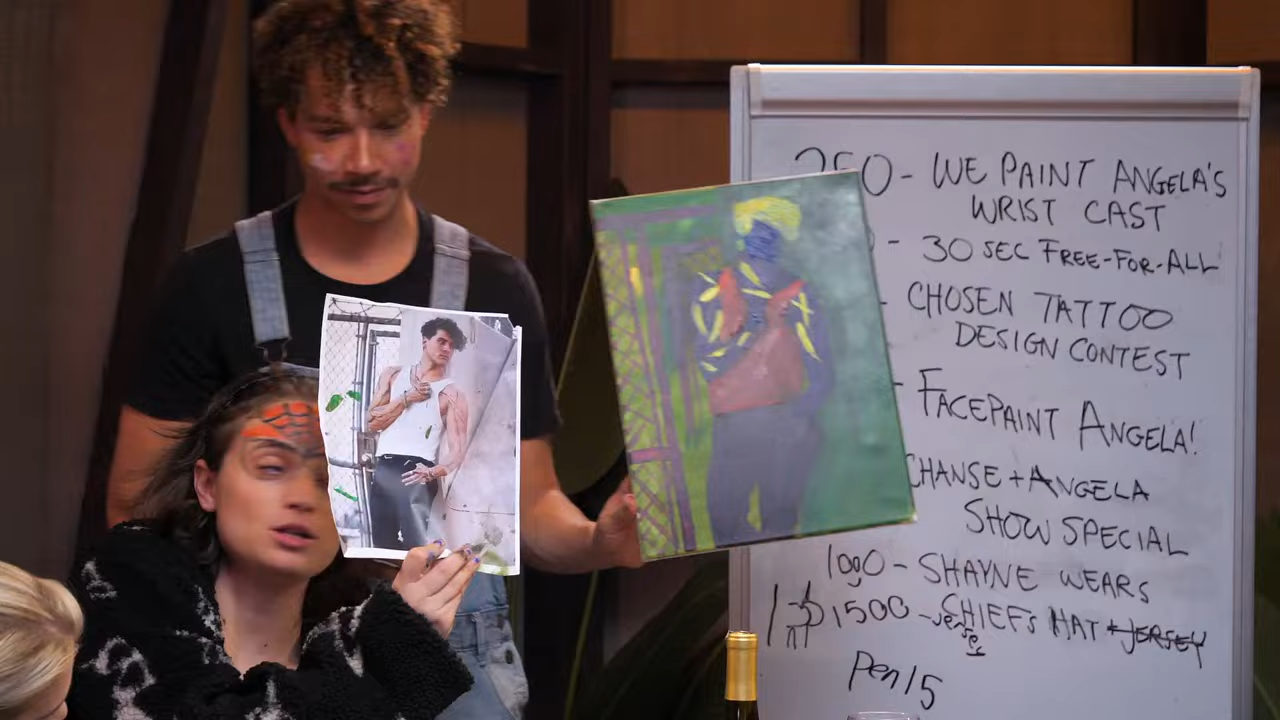 250 - WE PAINT ANGELA'S
WRIST CAST
- 30 SEC FREE-FOR-ALL
- CHOSEN TATTOO
DESIGN CONTEST
- FACEPAINT ANGELA!
CHANSE + ANGELA
SHOW SPECIAL
1000 - SHAYNE WEARS
CHIEFS HAT + JERSEY
$1500 -
Pen15